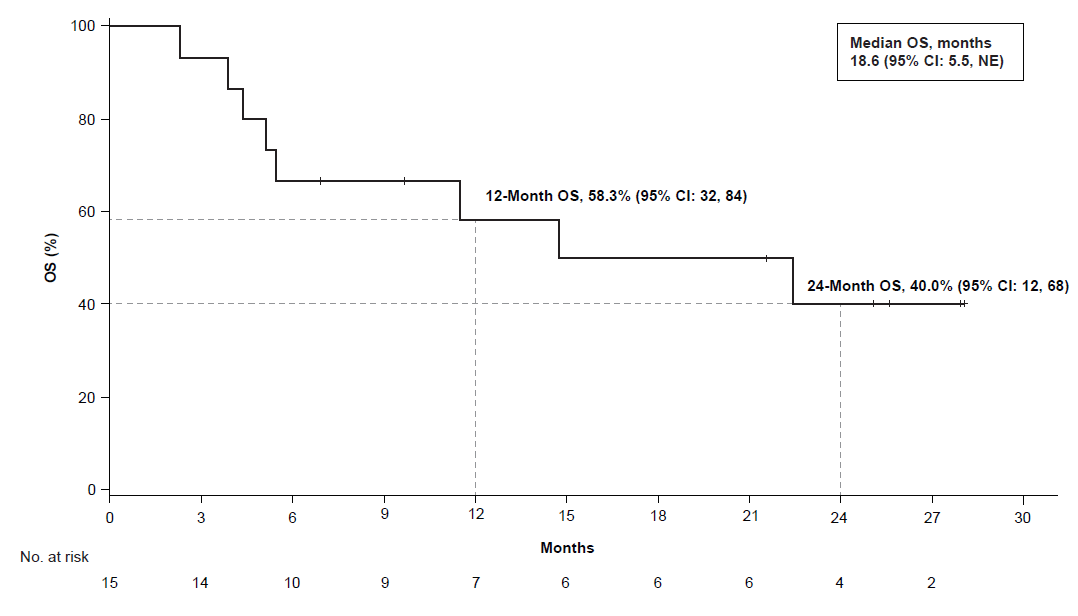 Median OS, months
18.6 (95% CI: 5.5, NE)
100
80
60
40
20
0
OS (%)
12-Month OS, 58.3% (95% CI: 32, 84)
24-Month OS, 40.0% (95% CI: 12, 68)
0 3 6 9 12 15 18 21 24 27 30
Months
No. at risk
15 14 10 9 7 6 6 6 4 2